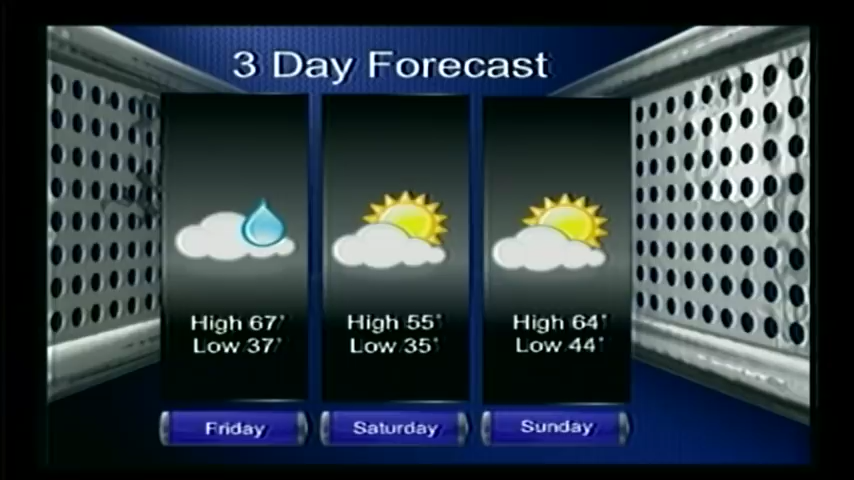 3 Day Forecast
High 67°
Low 37°
High 55°
Low 35°
High 64°
Low 44°
Friday
Saturday
Sunday